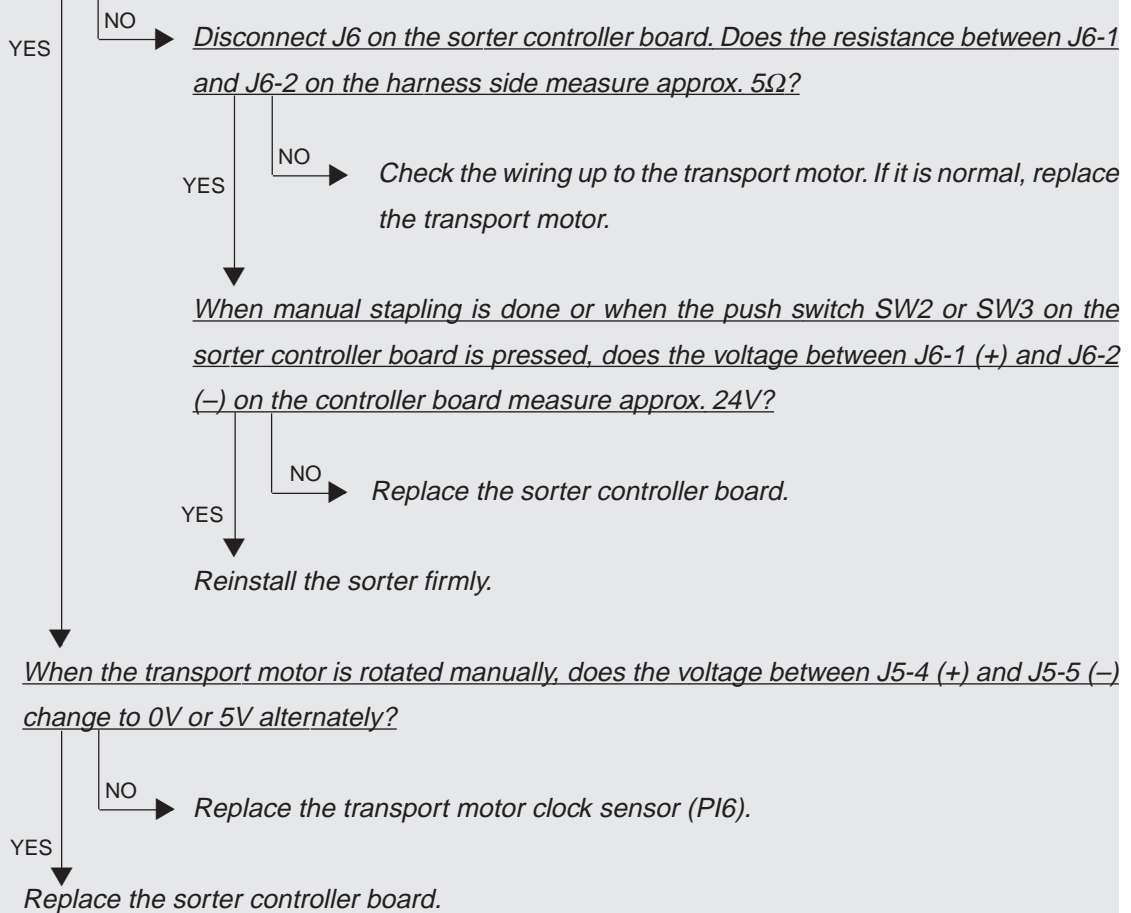 NO
YES
Disconnect J6 on the sorter controller board. Does the resistance between J6-1
and J6-2 on the harness side measure approx. 5Ω?
NO
YES
Check the wiring up to the transport motor. If it is normal, replace
the transport motor.
When manual stapling is done or when the push switch SW2 or SW3 on the
sorter controller board is pressed, does the voltage between J6-1 (+) and J6-2
(–) on the controller board measure approx. 24V?
NO
Replace the sorter controller board.
YES
Reinstall the sorter firmly.
When the transport motor is rotated manually, does the voltage between J5-4 (+) and J5-5 (–)
change to 0V or 5V alternately?
NO
Replace the transport motor clock sensor (PI6).
YES
Replace the sorter controller board.